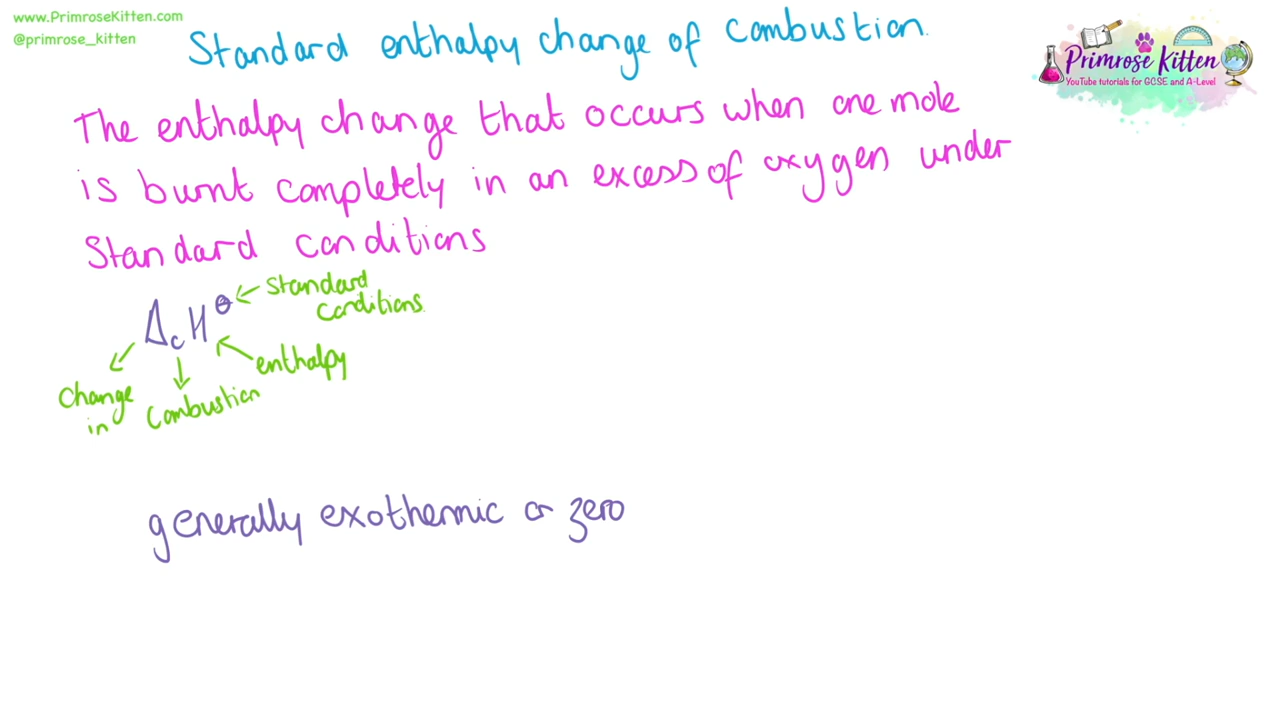 www.PrimroseKitten.com
@primrose_kitten
Standard enthalpy change of combustion.
Primrose Kitten
YouTube tutorials for GCSE and A-Level
The enthalpy change that occurs when one mole
is burnt completely in an excess of oxygen under
Standard conditions
ΔcH⊖
Standard
conditions.
enthalpy
Change
in
Combustion
generally exothermic or zero